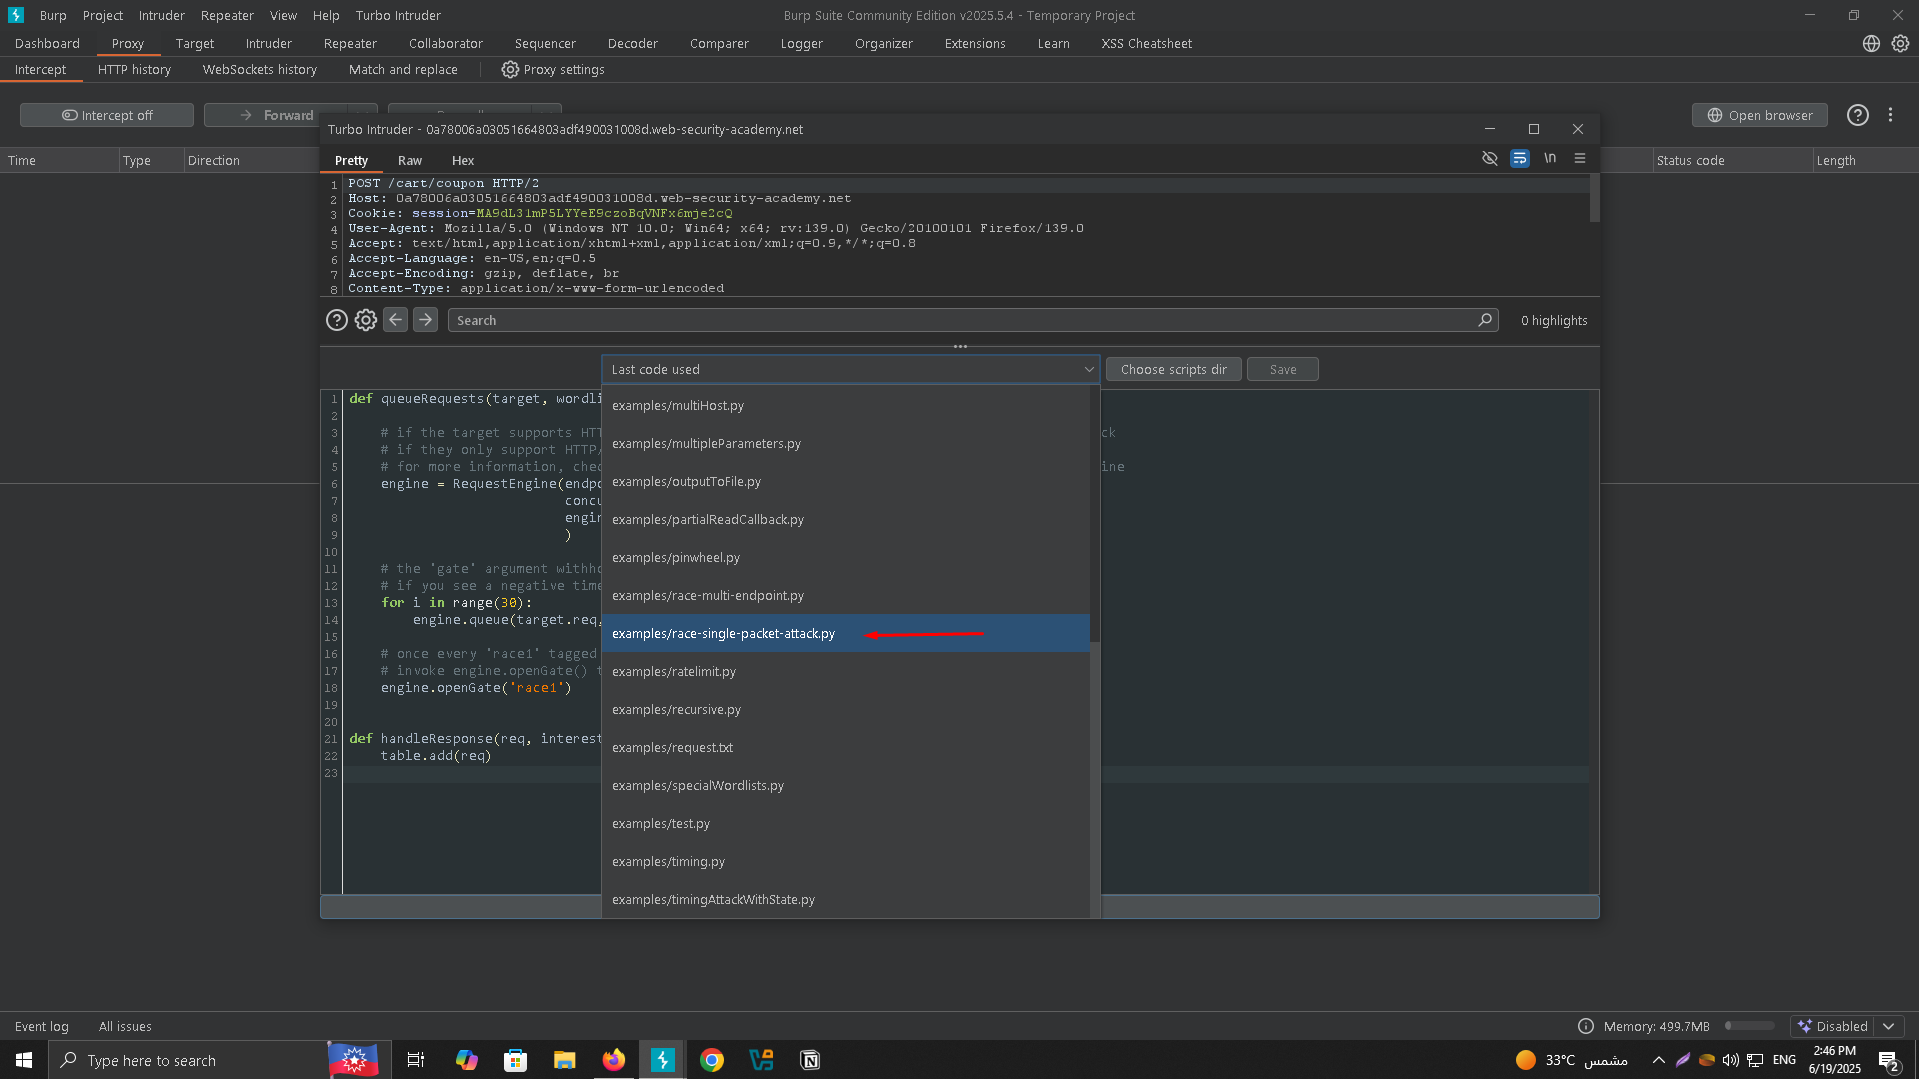 Burp Project Intruder Repeater View Help Turbo Intruder Burp Suite Community Edition v2025.5.4 - Temporary Project
Dashboard Proxy Target Intruder Repeater Collaborator Sequencer Decoder Comparer Logger Organizer Extensions Learn XSS Cheatsheet
Intercept HTTP history WebSockets history Match and replace Proxy settings
Intercept off Forward Open browser
Turbo Intruder - 0a78006a03051664803adf490031008d.web-security-academy.net
Time Type Direction Status code Length
Pretty Raw Hex \n
1 POST /cart/coupon HTTP/2
2 Host: 0a78006a03051664803adf490031008d.web-security-academy.net
3 Cookie: session=MA9dL31mP5LYYeE9czoBqVNFx6mje2cQ
4 User-Agent: Mozilla/5.0 (Windows NT 10.0; Win64; x64; rv:139.0) Gecko/20100101 Firefox/139.0
5 Accept: text/html,application/xhtml+xml,application/xml;q=0.9,*/*;q=0.8
6 Accept-Language: en-US,en;q=0.5
7 Accept-Encoding: gzip, deflate, br
8 Content-Type: application/x-www-form-urlencoded
Search 0 highlights
Last code used Choose scripts dir Save
1 def queueRequests(target, wordli
2
3 # if the target supports HTT ck
4 # if they only support HTTP/
5 # for more information, chec ine
6 engine = RequestEngine(endpo
7 concu
8 engin
9 )
10
11 # the 'gate' argument withho
12 # if you see a negative time
13 for i in range(30):
14 engine.queue(target.req,
15
16 # once every 'race1' tagged
17 # invoke engine.openGate() t
18 engine.openGate('race1')
19
20
21 def handleResponse(req, interest
22 table.add(req)
23
examples/multiHost.py
examples/multipleParameters.py
examples/outputToFile.py
examples/partialReadCallback.py
examples/pinwheel.py
examples/race-multi-endpoint.py
examples/race-single-packet-attack.py
examples/ratelimit.py
examples/recursive.py
examples/request.txt
examples/specialWordlists.py
examples/test.py
examples/timing.py
examples/timingAttackWithState.py
Event log All issues Memory: 499.7MB Disabled
Type here to search 33°C مشمس ENG 2:46 PM
6/19/2025 2